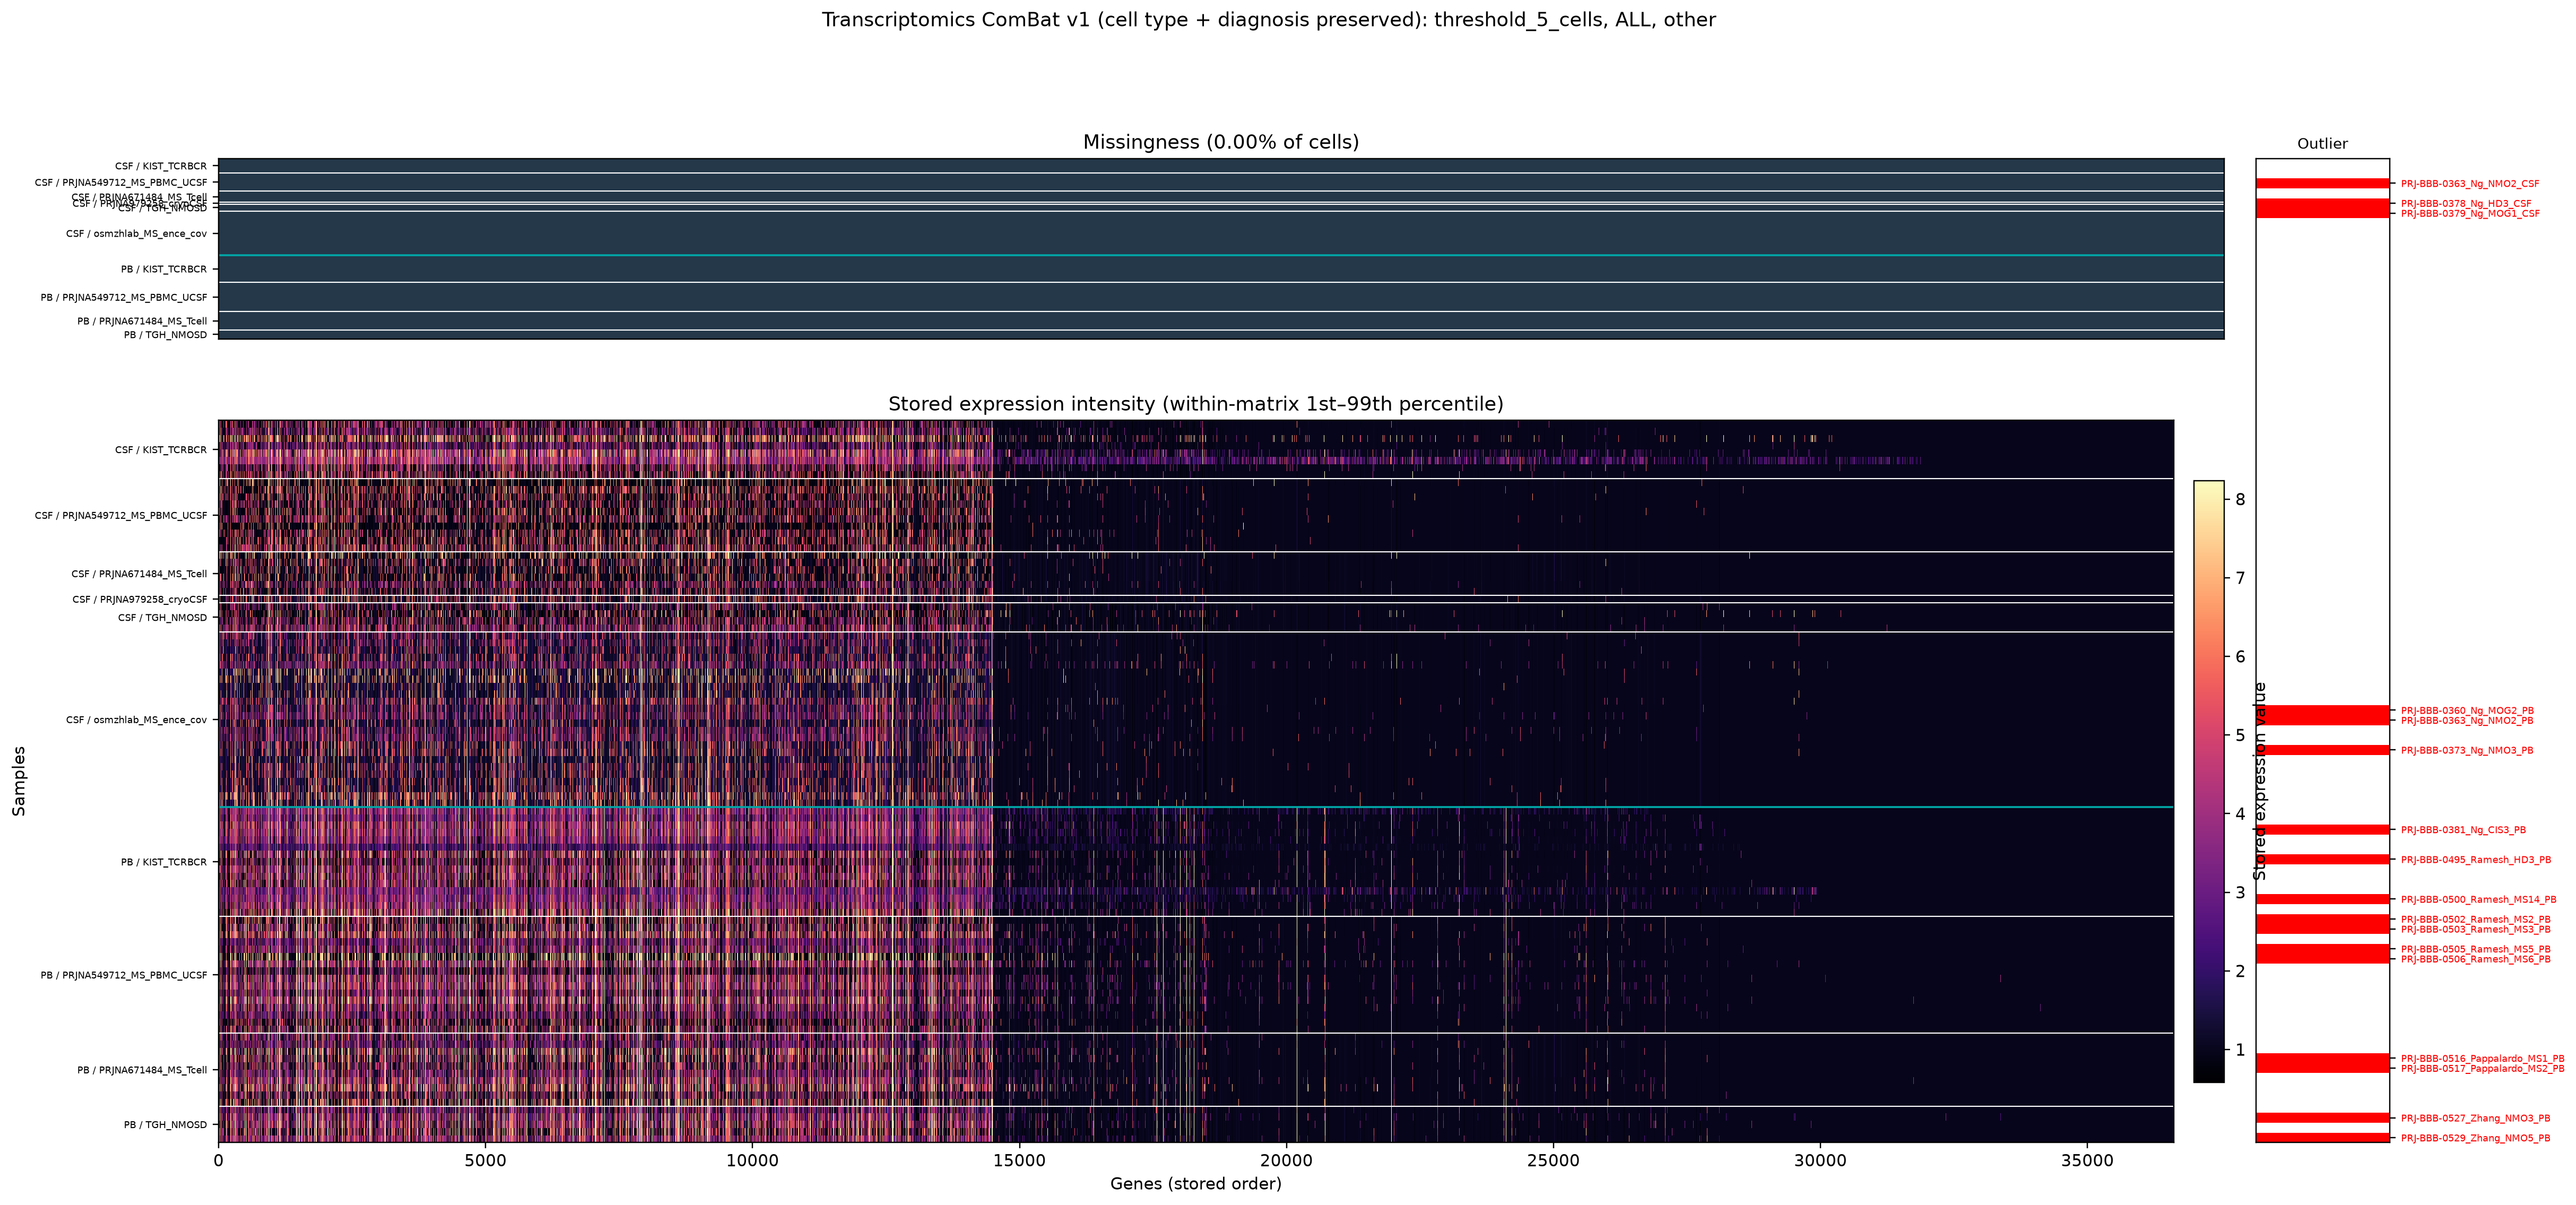 Transcriptomics ComBat v1 (cell type + diagnosis preserved): threshold_5_cells, ALL, other
Missingness (0.00% of cells)
CSF / KIST_TCRBCR
CSF / PRJNA549712_MS_PBMC_UCSF
CSF / PRJNA671484_MS_Tcell
CSF / PRJNA979258_cryoCSF
CSF / TGH_NMOSD
CSF / osmzhlab_MS_ence_cov
PB / KIST_TCRBCR
PB / PRJNA549712_MS_PBMC_UCSF
PB / PRJNA671484_MS_Tcell
PB / TGH_NMOSD
Stored expression intensity (within-matrix 1st–99th percentile)
Samples
CSF / KIST_TCRBCR
CSF / PRJNA549712_MS_PBMC_UCSF
CSF / PRJNA671484_MS_Tcell
CSF / PRJNA979258_cryoCSF
CSF / TGH_NMOSD
CSF / osmzhlab_MS_ence_cov
PB / KIST_TCRBCR
PB / PRJNA549712_MS_PBMC_UCSF
PB / PRJNA671484_MS_Tcell
PB / TGH_NMOSD
0 5000 10000 15000 20000 25000 30000 35000
Genes (stored order)
8
7
6
5
4
3
2
1
Stored expression value
Outlier
PRJ-BBB-0363_Ng_NMO2_CSF
PRJ-BBB-0378_Ng_HD3_CSF
PRJ-BBB-0379_Ng_MOG1_CSF
PRJ-BBB-0360_Ng_MOG2_PB
PRJ-BBB-0363_Ng_NMO2_PB
PRJ-BBB-0373_Ng_NMO3_PB
PRJ-BBB-0381_Ng_CIS3_PB
PRJ-BBB-0495_Ramesh_HD3_PB
PRJ-BBB-0500_Ramesh_MS14_PB
PRJ-BBB-0502_Ramesh_MS2_PB
PRJ-BBB-0503_Ramesh_MS3_PB
PRJ-BBB-0505_Ramesh_MS5_PB
PRJ-BBB-0506_Ramesh_MS6_PB
PRJ-BBB-0516_Pappalardo_MS1_PB
PRJ-BBB-0517_Pappalardo_MS2_PB
PRJ-BBB-0527_Zhang_NMO3_PB
PRJ-BBB-0529_Zhang_NMO5_PB